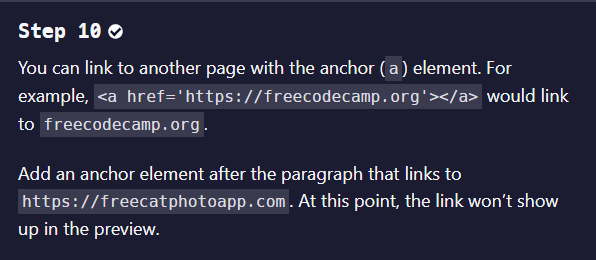 Step 10
You can link to another page with the anchor (a) element. For
example, <a href='https://freecodecamp.org'></a> would link
to freecodecamp.org.
Add an anchor element after the paragraph that links to
https://freecatphotoapp.com. At this point, the link won’t show
up in the preview.